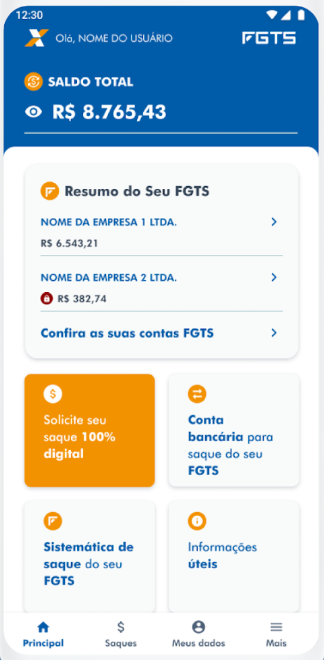 12:30
Olá, NOME DO USUÁRIO
FGTS
SALDO TOTAL
R$ 8.765,43
Resumo do Seu FGTS
NOME DA EMPRESA 1 LTDA.
R$ 6.543,21
NOME DA EMPRESA 2 LTDA.
R$ 382,74
Confira as suas contas FGTS
Solicite seu
saque 100%
digital
Conta
bancária para
saque do seu
FGTS
Sistemática de
saque do seu
FGTS
Informações
úteis
Principal
Saques
Meus dados
Mais